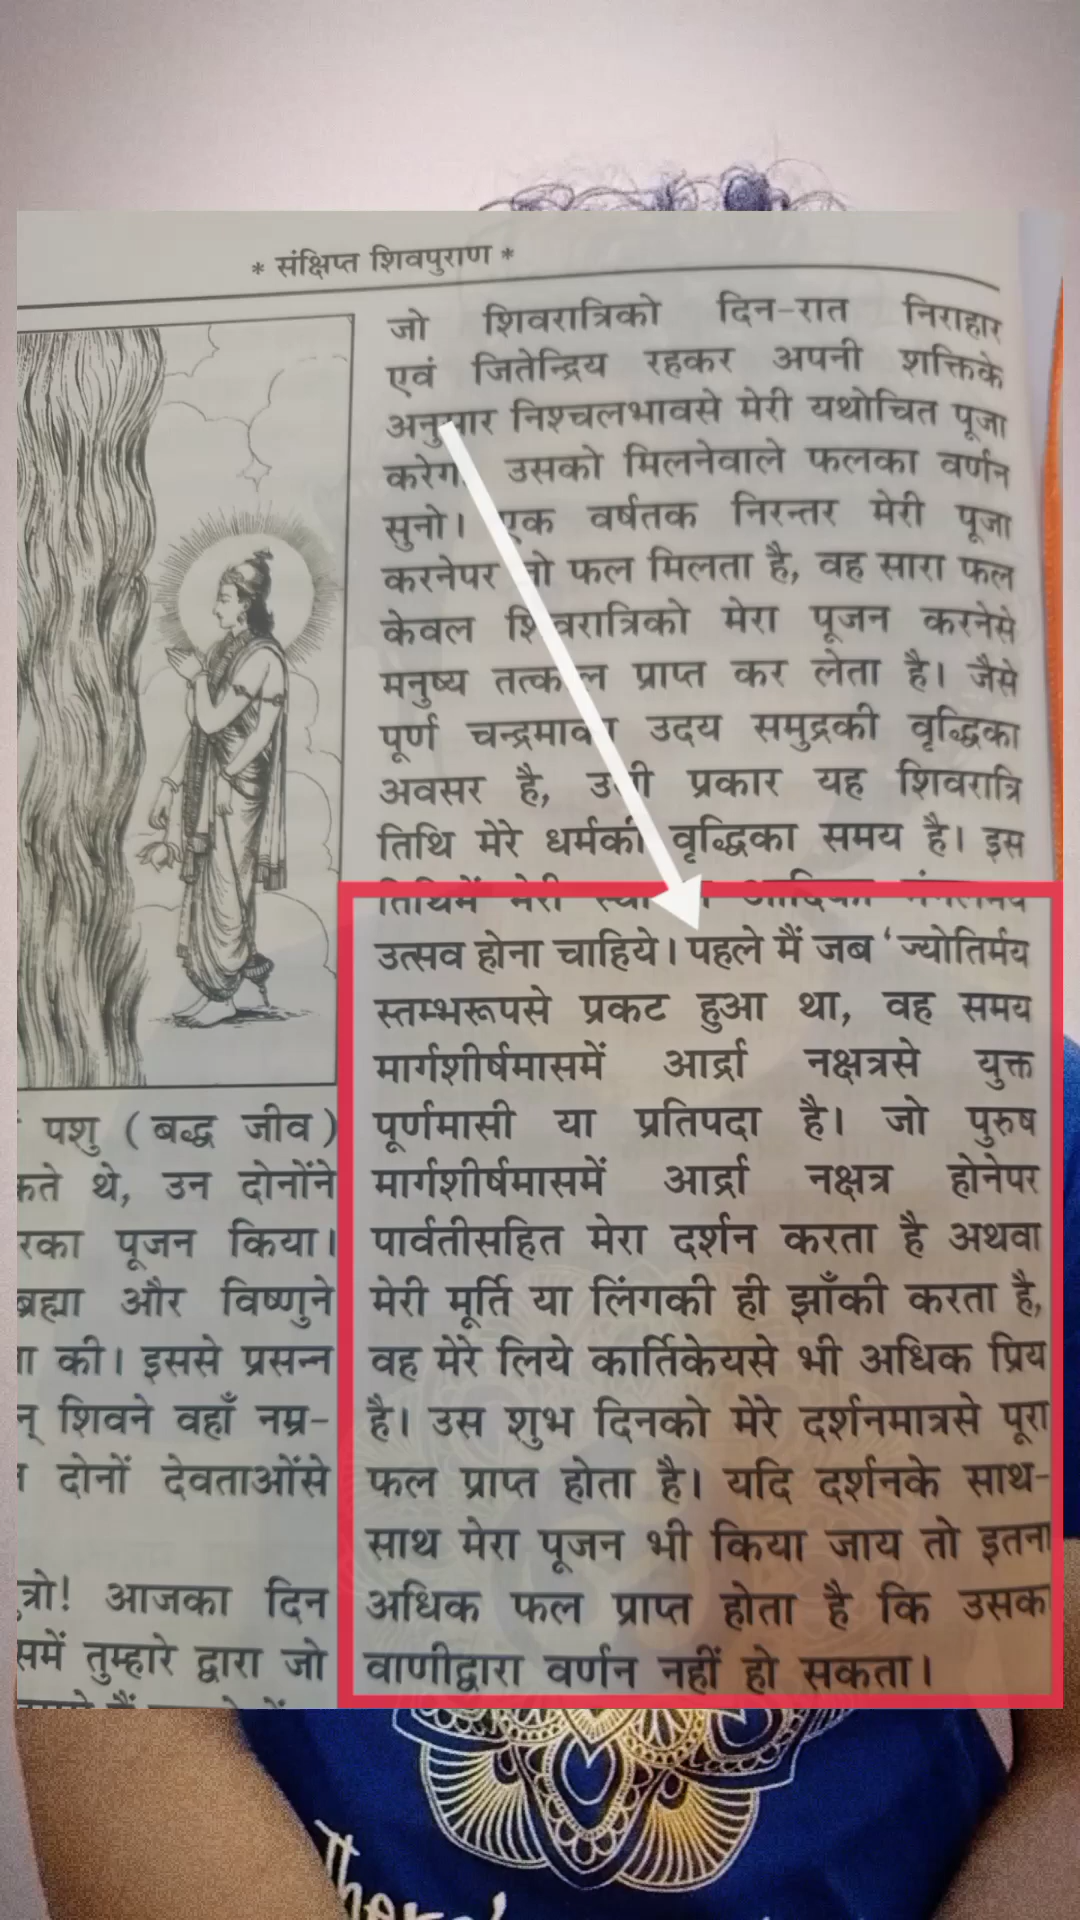 * संक्षिप्त शिवपुराण *
जो शिवरात्रिको दिन-रात निराहार
एवं जितेन्द्रिय रहकर अपनी शक्तिके
अनुसार निश्चलभावसे मेरी यथोचित पूजा
उसको मिलनेवाले फलका वर्णन
सुनो। एक वर्षतक निरन्तर मेरी पूजा
करनेपर जो फल मिलता है, वह सारा फल
केवल शिवरात्रिको मेरा पूजन करनेसे
मनुष्य तत्काल प्राप्त कर लेता है। जैसे
पूर्ण चन्द्रमाका उदय समुद्रकी वृद्धिका
अवसर है, उसी प्रकार यह शिवरात्रि
तिथि मेरे धर्मकी वृद्धिका समय है। इस
तिथिमें मेरी
उत्सव होना चाहिये। पहले मैं जब ‘ज्योतिर्मय
स्तम्भरूपसे प्रकट हुआ था, वह समय
मार्गशीर्षमासमें आर्द्रा नक्षत्रसे युक्त
पूर्णमासी या प्रतिपदा है। जो पुरुष
मार्गशीर्षमासमें आर्द्रा नक्षत्र होनेपर
पार्वतीसहित मेरा दर्शन करता है अथवा
मेरी मूर्ति या लिंगकी ही झाँकी करता है,
वह मेरे लिये कार्तिकेयसे भी अधिक प्रिय
है। उस शुभ दिनको मेरे दर्शनमात्रसे पूरा
फल प्राप्त होता है। यदि दर्शनके साथ-
साथ मेरा पूजन भी किया जाय तो इतना
अधिक फल प्राप्त होता है कि उसका
वाणीद्वारा वर्णन नहीं हो सकता।
पशु (बद्ध जीव)
थे, उन दोनोंने
पूजन किया।
ब्रह्मा और विष्णुने
की। इससे प्रसन्न
शिवने वहाँ नम्र-
दोनों देवताओंसे
आजका दिन
तुम्हारे द्वारा जो